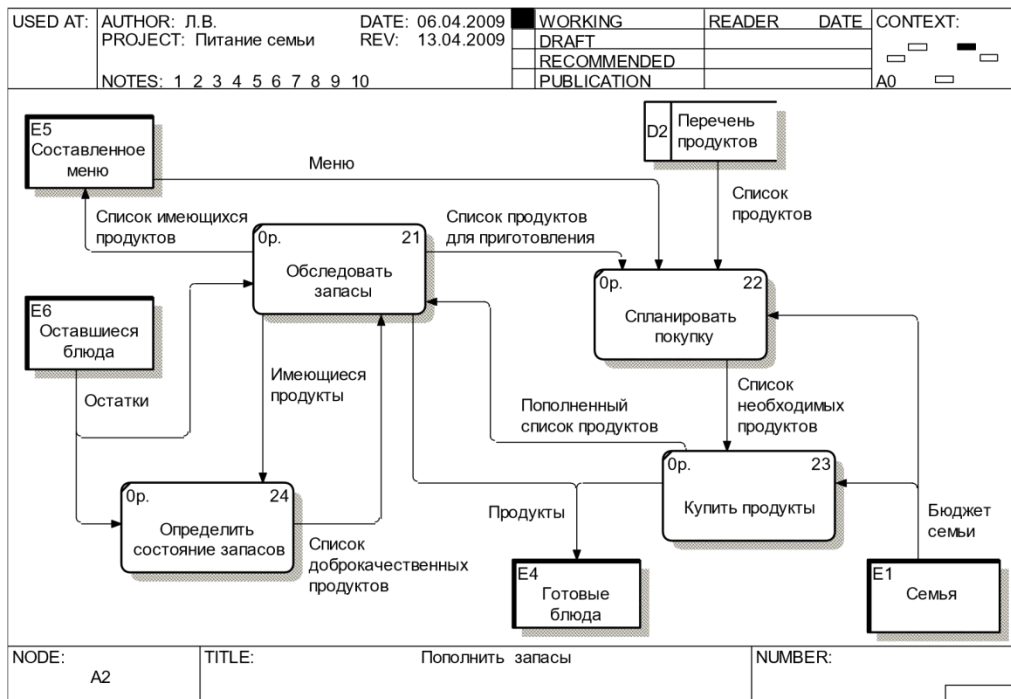 USED AT:
AUTHOR: Л.В.
DATE: 06.04.2009
WORKING
READER
DATE
CONTEXT:
PROJECT: Питание семьи
REV: 13.04.2009
DRAFT
RECOMMENDED
NOTES: 1 2 3 4 5 6 7 8 9 10
PUBLICATION
A0
E5
Составленное
меню
Меню
D2
Перечень
продуктов
Список
продуктов
Список имеющихся
продуктов
Список продуктов
для приготовления
0р.
21
Обследовать
запасы
0р.
22
Спланировать
покупку
E6
Оставшиеся
блюда
Остатки
Имеющиеся
продукты
Список
необходимых
продуктов
Пополненный
список продуктов
0р.
23
Купить продукты
0р.
24
Определить
состояние запасов
Список
доброкачественных
продуктов
Продукты
Бюджет
семьи
E4
Готовые
блюда
E1
Семья
NODE:
A2
TITLE:
Пополнить запасы
NUMBER: